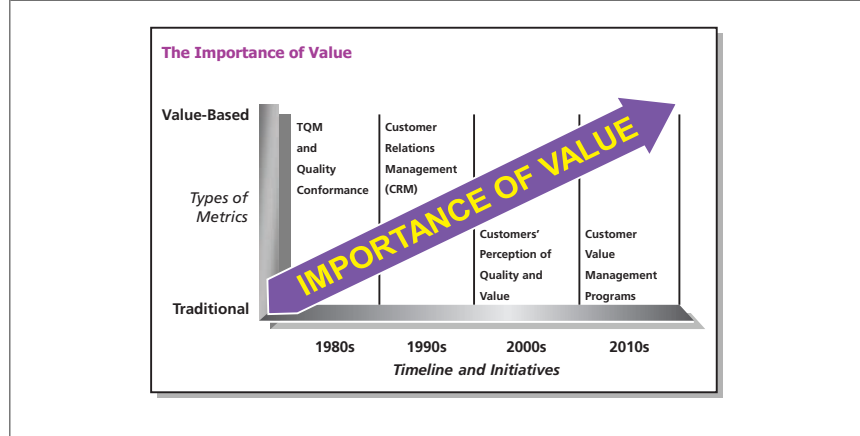 The Importance of Value
Value-Based
Types of
Metrics
Traditional
TQM
and
Quality
Conformance
Customer
Relations
Management
(CRM)
IMPORTANCE OF VALUE
Customers’
Perception of
Quality and
Value
Customer
Value
Management
Programs
1980s 1990s 2000s 2010s
Timeline and Initiatives